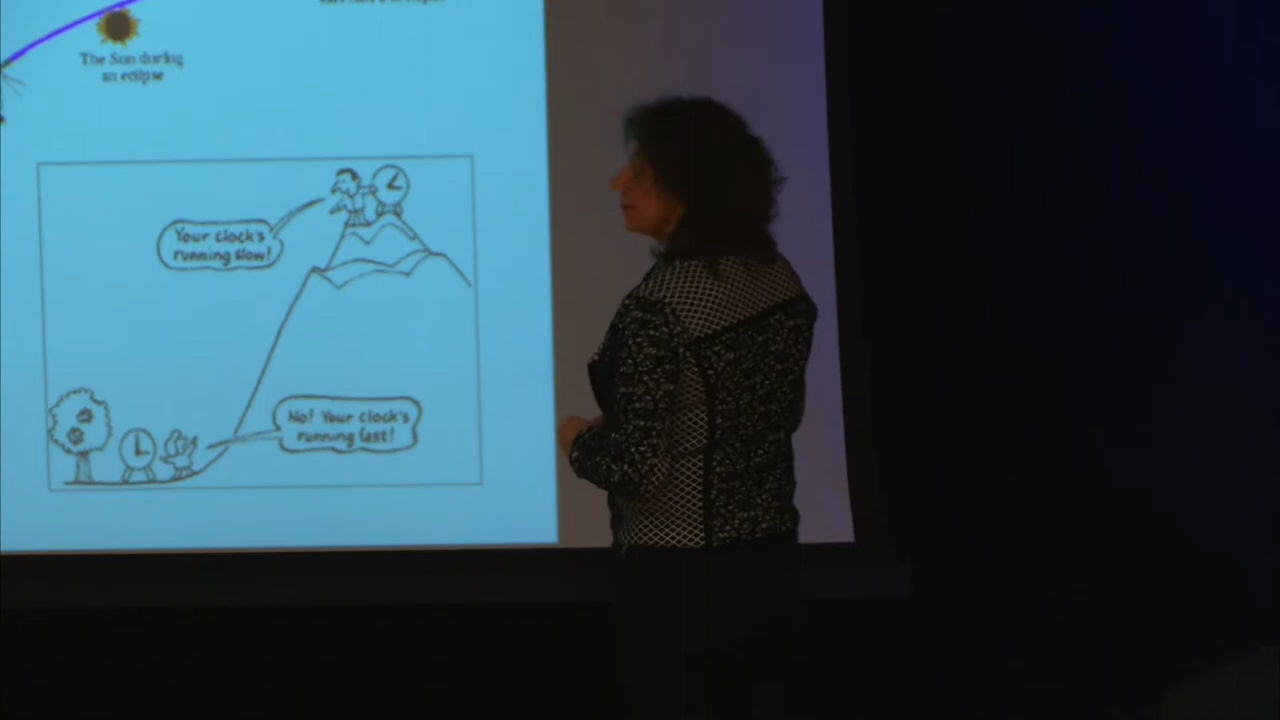 The Sun during
an eclipse
Your clock's
running slow!
No! Your clock's
running fast!